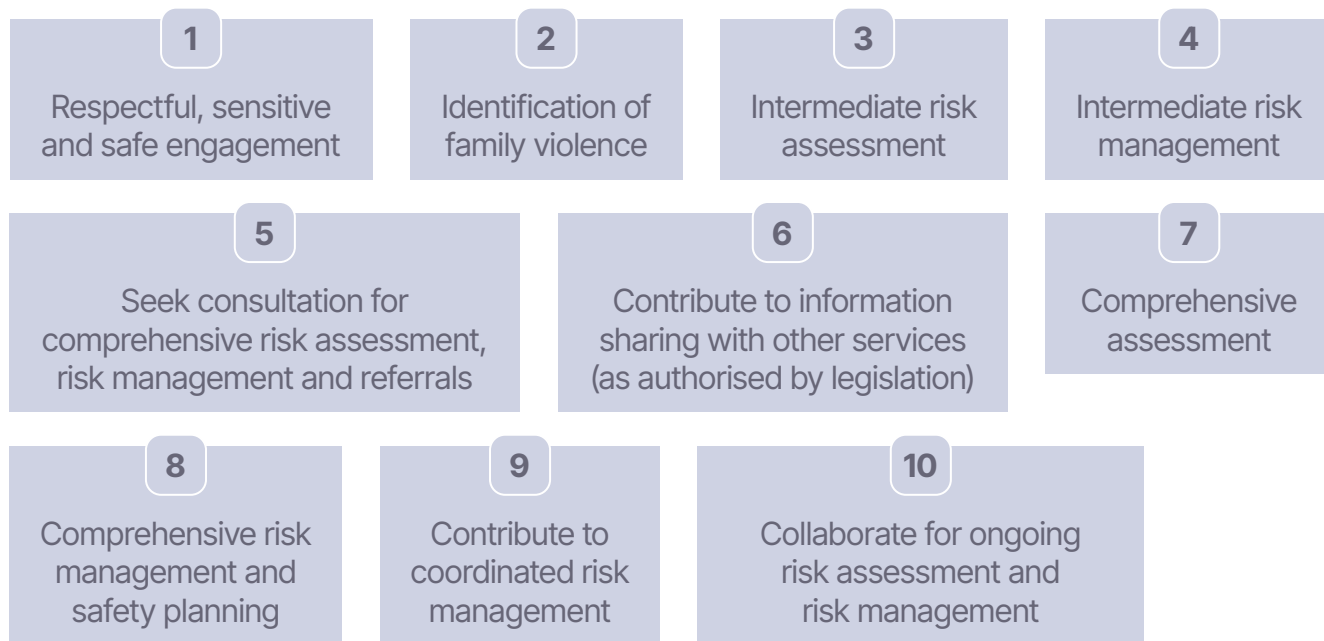 1
Respectful, sensitive
and safe engagement
2
Identification of
family violence
3
Intermediate risk
assessment
4
Intermediate risk
management
5
Seek consultation for
comprehensive risk assessment,
risk management and referrals
6
Contribute to information
sharing with other services
(as authorised by legislation)
7
Comprehensive
assessment
8
Comprehensive risk
management and
safety planning
9
Contribute to
coordinated risk
management
10
Collaborate for ongoing
risk assessment and
risk management